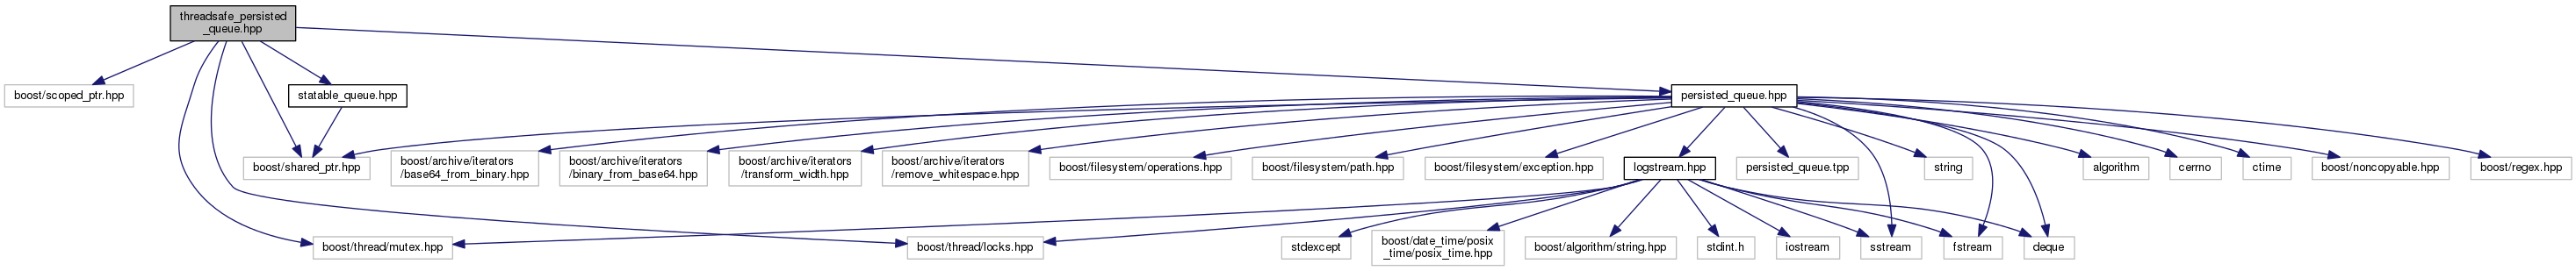 threadsafe_persisted
_queue.hpp
boost/scoped_ptr.hpp
statable_queue.hpp
persisted_queue.hpp
boost/shared_ptr.hpp
boost/archive/iterators
/base64_from_binary.hpp
boost/archive/iterators
/binary_from_base64.hpp
boost/archive/iterators
/transform_width.hpp
boost/archive/iterators
/remove_whitespace.hpp
boost/filesystem/operations.hpp
boost/filesystem/path.hpp
boost/filesystem/exception.hpp
logstream.hpp
persisted_queue.tpp
string
algorithm
cerrno
ctime
boost/noncopyable.hpp
boost/regex.hpp
boost/thread/mutex.hpp
boost/thread/locks.hpp
stdexcept
boost/date_time/posix
_time/posix_time.hpp
boost/algorithm/string.hpp
stdint.h
iostream
sstream
fstream
deque